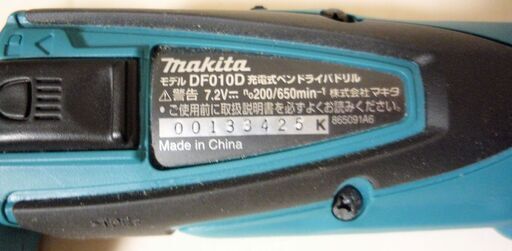 makita
モデル DF010D 充電式ペンドライバドリル
⚠警告 7.2V⎓ n₀200/650min⁻¹ 株式会社マキタ
・ご使用前に取扱説明書を必ずよくお読みください。
00133425 K 865091A6
Made in China